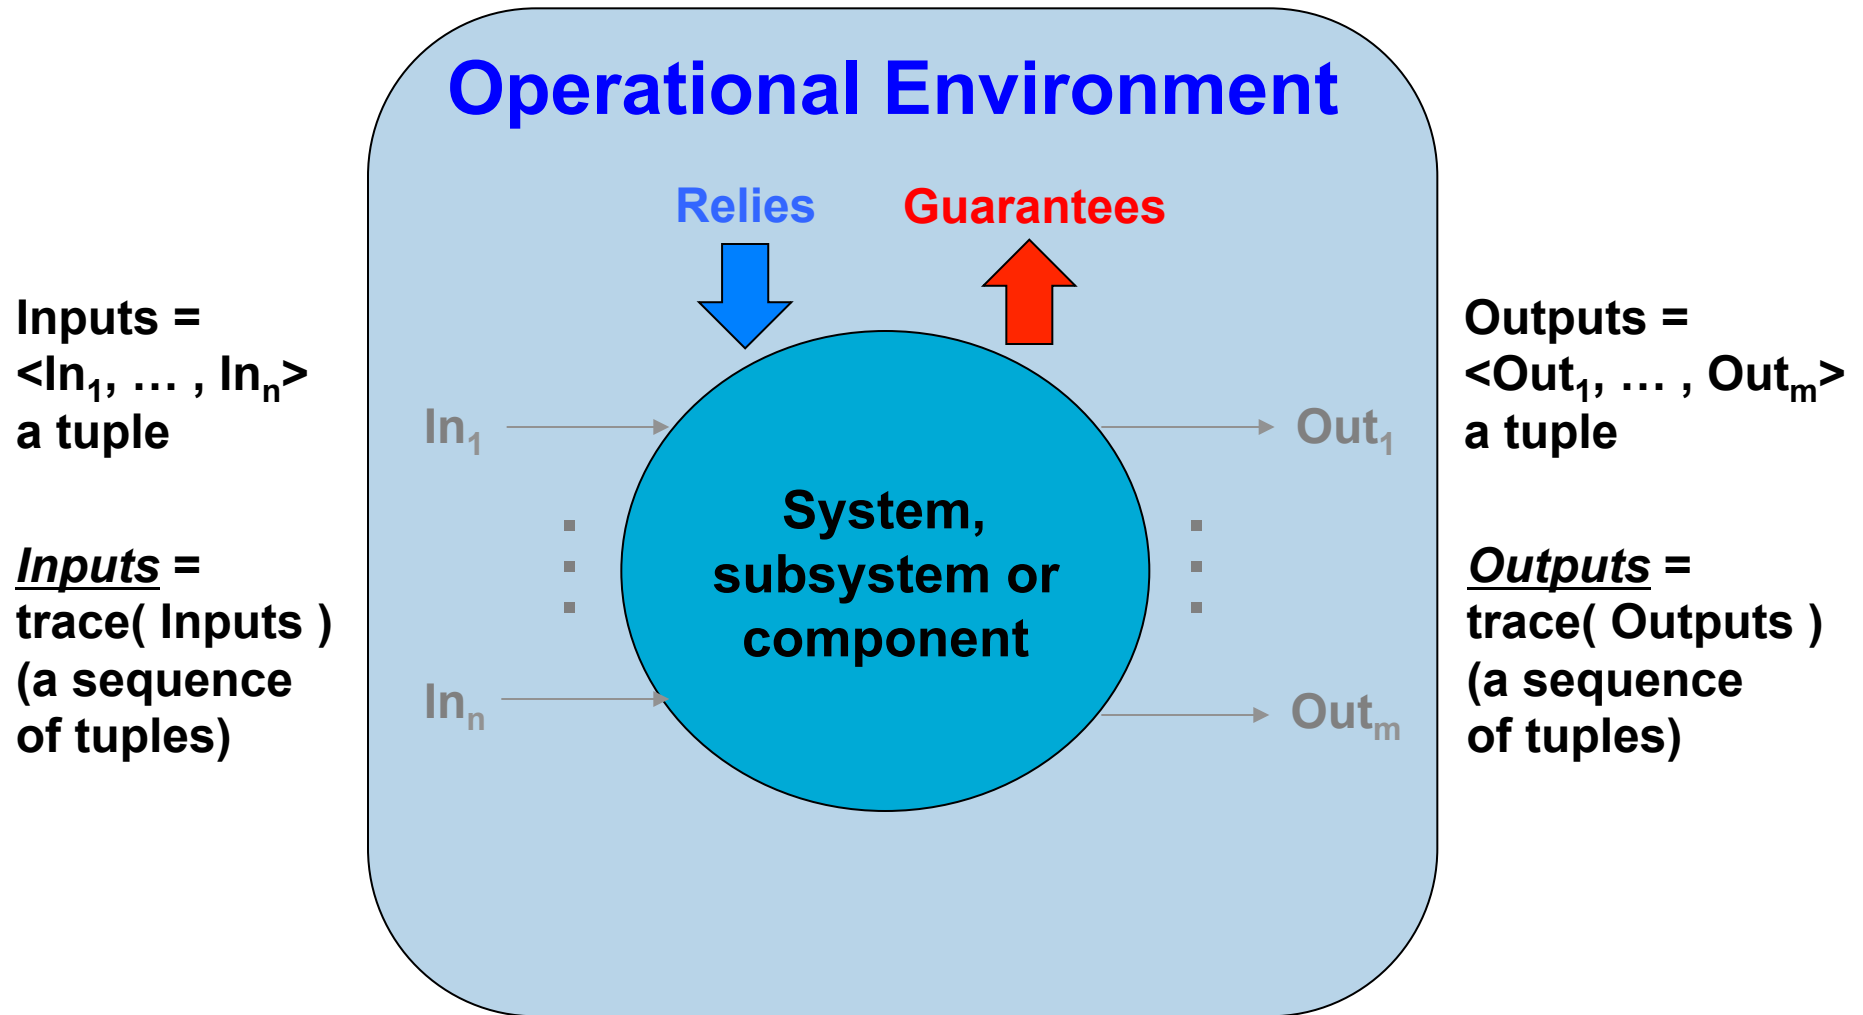 Operational Environment
Relies
Guarantees
Inputs =
<In₁, … , Inₙ>
a tuple
Inputs =
trace( Inputs )
(a sequence
of tuples)
In₁
Inₙ
System,
subsystem or
component
Out₁
Outₘ
Outputs =
<Out₁, … , Outₘ>
a tuple
Outputs =
trace( Outputs )
(a sequence
of tuples)